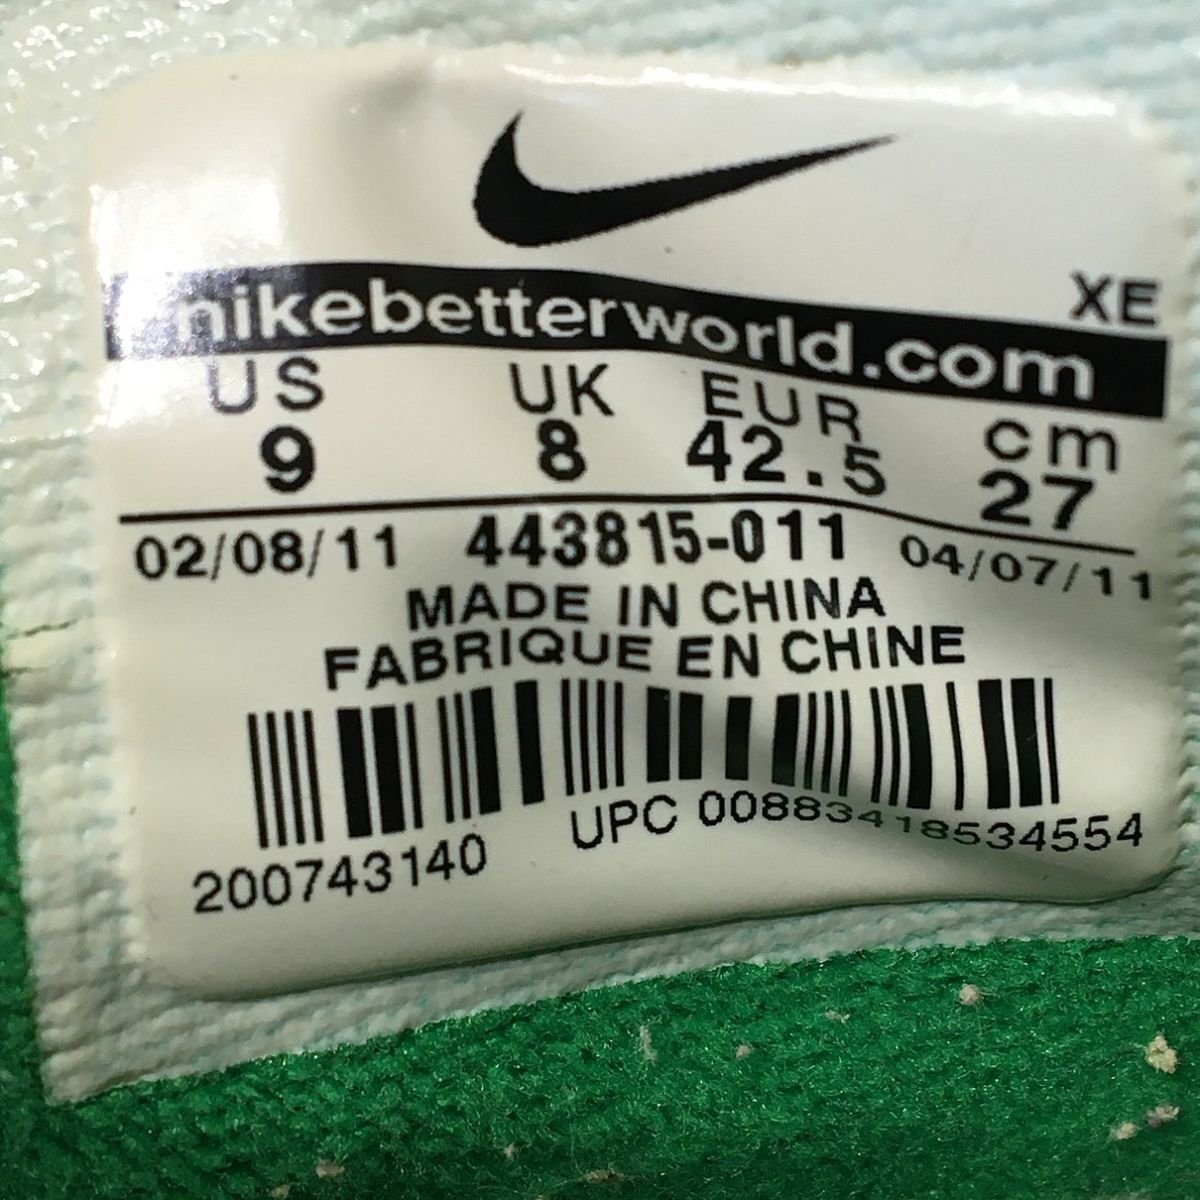 XE
nikebetterworld.com
US UK EUR cm
9 8 42.5 27
02/08/11 443815-011 04/07/11
MADE IN CHINA
FABRIQUE EN CHINE
200743140 UPC 00883418534554